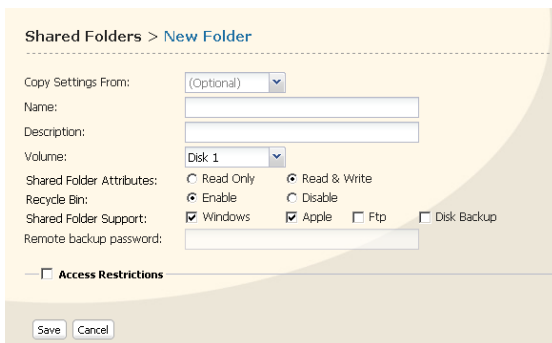 Shared Folders > New Folder
Copy Settings From: (Optional)
Name:
Description:
Volume: Disk 1
Shared Folder Attributes: Read Only Read & Write
Recycle Bin: Enable Disable
Shared Folder Support: Windows Apple Ftp Disk Backup
Remote backup password:
Access Restrictions
Save Cancel